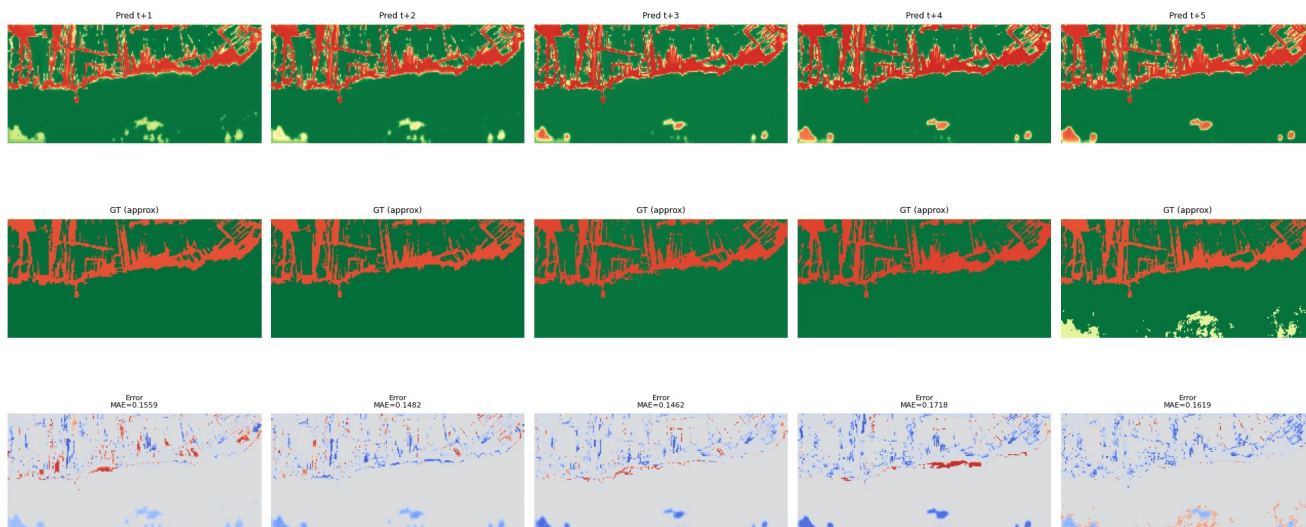 Pred t+1
Pred t+2
Pred t+3
Pred t+4
Pred t+5
GT (approx)
GT (approx)
GT (approx)
GT (approx)
GT (approx)
Error
MAE=0.1559
Error
MAE=0.1482
Error
MAE=0.1462
Error
MAE=0.1718
Error
MAE=0.1619